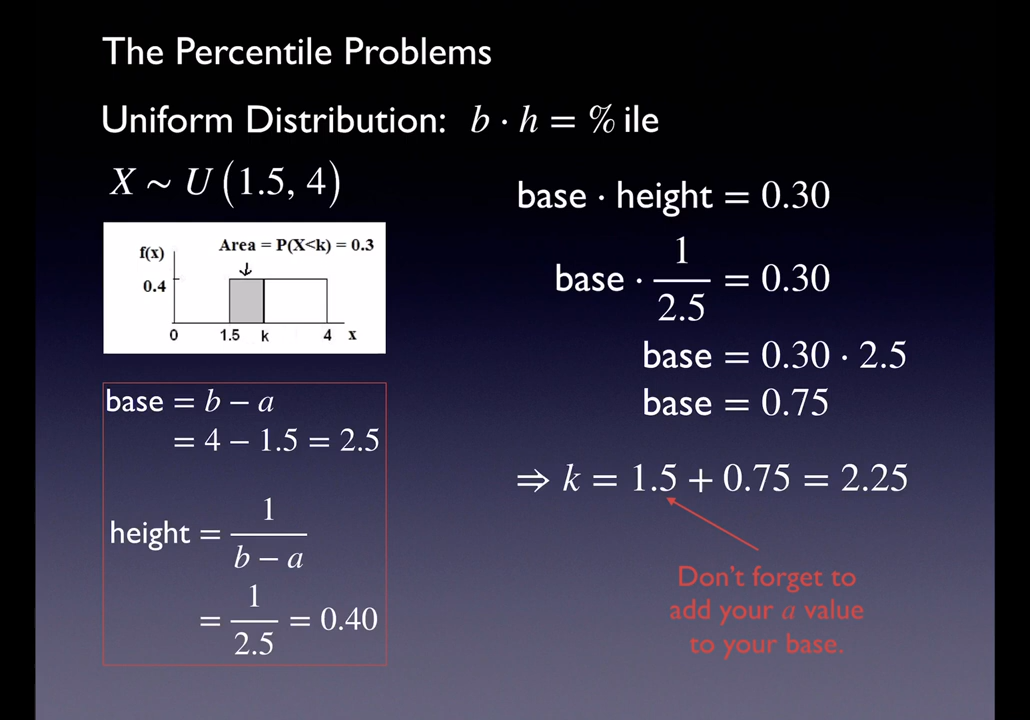 The Percentile Problems
Uniform Distribution: b · h = % ile
X ~ U (1.5, 4)
Area = P(X<k) = 0.3
f(x)
0.4
0 1.5 k 4 x
base = b − a
= 4 − 1.5 = 2.5
height = 1 / (b − a)
= 1 / 2.5 = 0.40
base · height = 0.30
base · 1 / 2.5 = 0.30
base = 0.30 · 2.5
base = 0.75
⇒ k = 1.5 + 0.75 = 2.25
Don't forget to
add your a value
to your base.